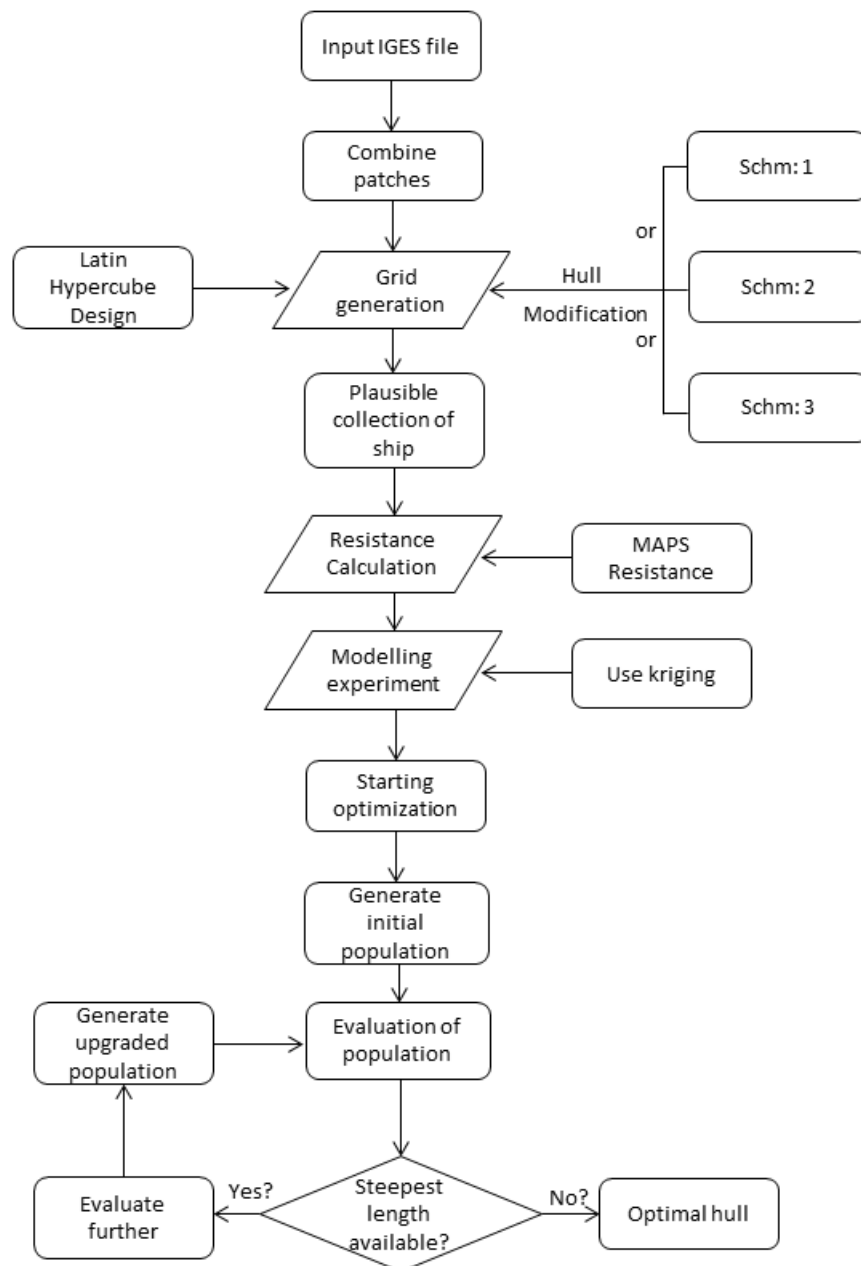 Input IGES file
Combine
patches
Schm: 1
or
Latin
Hypercube
Design
Grid
generation
Hull
Modification
Schm: 2
or
Plausible
collection of
ship
Schm: 3
Resistance
Calculation
MAPS
Resistance
Modelling
experiment
Use kriging
Starting
optimization
Generate
initial
population
Generate
upgraded
population
Evaluation of
population
Evaluate
further
Yes?
Steepest
length
available?
No?
Optimal hull